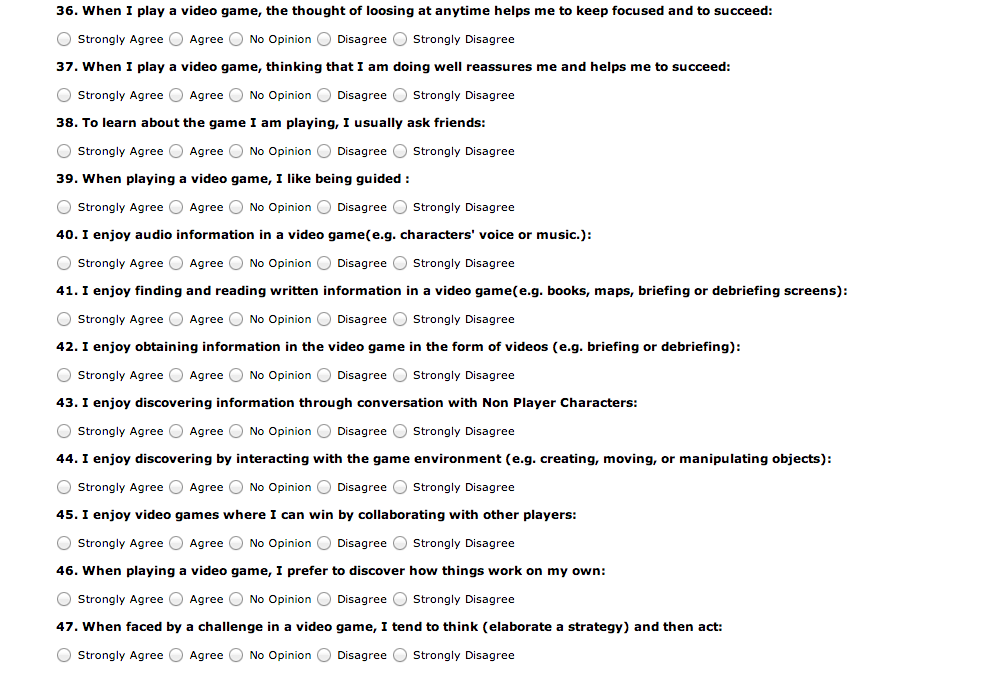 36. When I play a video game, the thought of loosing at anytime helps me to keep focused and to succeed:
Strongly Agree Agree No Opinion Disagree Strongly Disagree
37. When I play a video game, thinking that I am doing well reassures me and helps me to succeed:
Strongly Agree Agree No Opinion Disagree Strongly Disagree
38. To learn about the game I am playing, I usually ask friends:
Strongly Agree Agree No Opinion Disagree Strongly Disagree
39. When playing a video game, I like being guided :
Strongly Agree Agree No Opinion Disagree Strongly Disagree
40. I enjoy audio information in a video game(e.g. characters' voice or music.):
Strongly Agree Agree No Opinion Disagree Strongly Disagree
41. I enjoy finding and reading written information in a video game(e.g. books, maps, briefing or debriefing screens):
Strongly Agree Agree No Opinion Disagree Strongly Disagree
42. I enjoy obtaining information in the video game in the form of videos (e.g. briefing or debriefing):
Strongly Agree Agree No Opinion Disagree Strongly Disagree
43. I enjoy discovering information through conversation with Non Player Characters:
Strongly Agree Agree No Opinion Disagree Strongly Disagree
44. I enjoy discovering by interacting with the game environment (e.g. creating, moving, or manipulating objects):
Strongly Agree Agree No Opinion Disagree Strongly Disagree
45. I enjoy video games where I can win by collaborating with other players:
Strongly Agree Agree No Opinion Disagree Strongly Disagree
46. When playing a video game, I prefer to discover how things work on my own:
Strongly Agree Agree No Opinion Disagree Strongly Disagree
47. When faced by a challenge in a video game, I tend to think (elaborate a strategy) and then act:
Strongly Agree Agree No Opinion Disagree Strongly Disagree